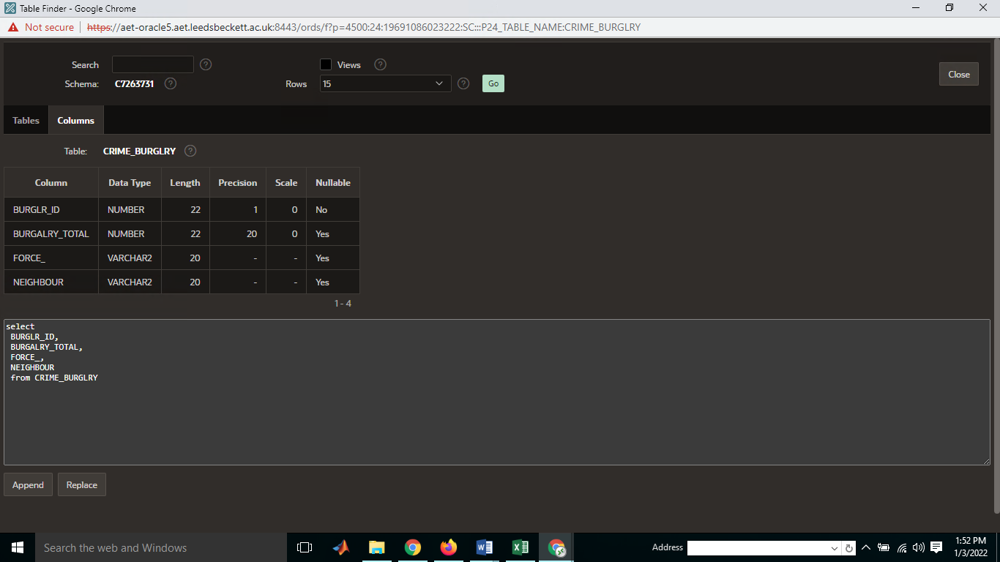 Table Finder - Google Chrome
Not secure https://aet-oracle5.aet.leedsbeckett.ac.uk:8443/ords/f?p=4500:24:19691086023222:SC:::P24_TABLE_NAME:CRIME_BURGLRY
Search ? Views ?
Schema: C7263731 ? Rows 15 ? Go
Close
Tables Columns
Table: CRIME_BURGLRY ?
Column Data Type Length Precision Scale Nullable
BURGLR_ID NUMBER 22 1 0 No
BURGALRY_TOTAL NUMBER 22 20 0 Yes
FORCE_ VARCHAR2 20 - - Yes
NEIGHBOUR VARCHAR2 20 - - Yes
1 - 4
select
BURGLR_ID,
BURGALRY_TOTAL,
FORCE_,
NEIGHBOUR
from CRIME_BURGLRY
Append Replace
Search the web and Windows Address 1:52 PM
1/3/2022